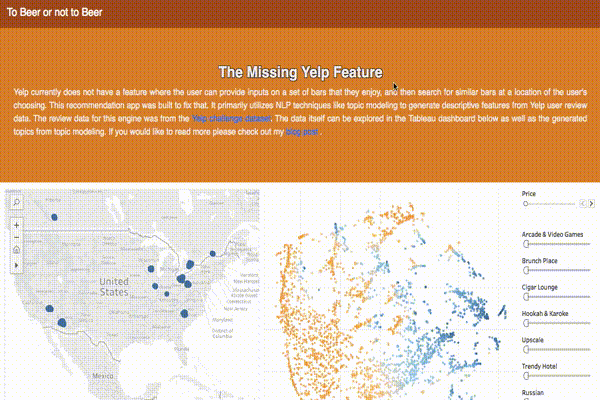 To Beer or not to Beer
The Missing Yelp Feature
Yelp currently does not have a feature where the user can provide inputs on a set of bars that they enjoy, and then search for similar bars at a location of the user's
choosing. This recommendation app was built to fix that. It primarily utilizes NLP techniques like topic modeling to generate descriptive features from Yelp user review
data. The review data for this engine was from the Yelp challenge dataset. The data itself can be explored in the Tableau dashboard below as well as the generated
topics from topic modeling. If you would like to read more please check out my blog post.
Price
Arcade & Video Games
Brunch Place
Cigar Lounge
Hookah & Karoke
Upscale
Trendy Hotel
Russian
United
States
Mexico